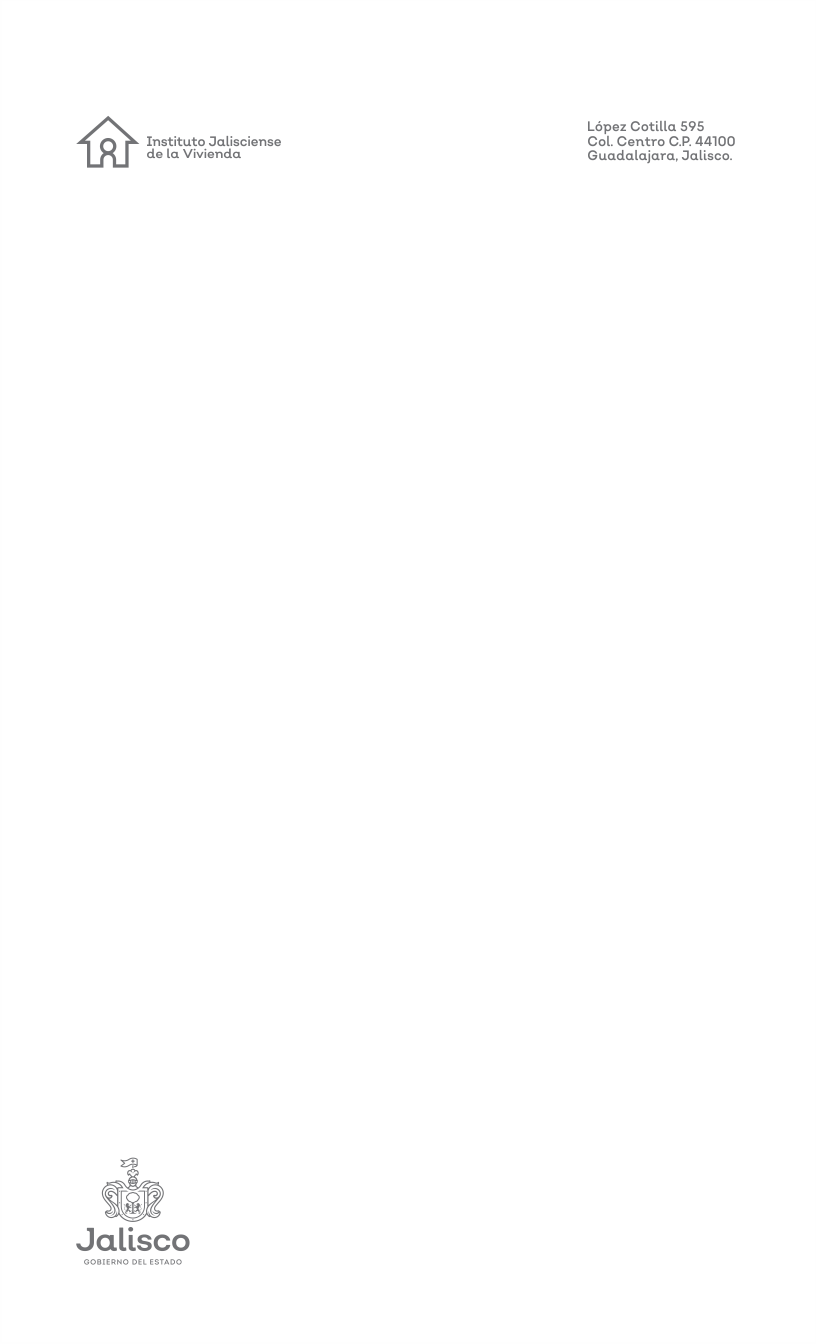 Instituto Jalisciense
de la Vivienda
López Cotilla 595
Col. Centro C.P. 44100
Guadalajara, Jalisco.
Jalisco
GOBIERNO DEL ESTADO